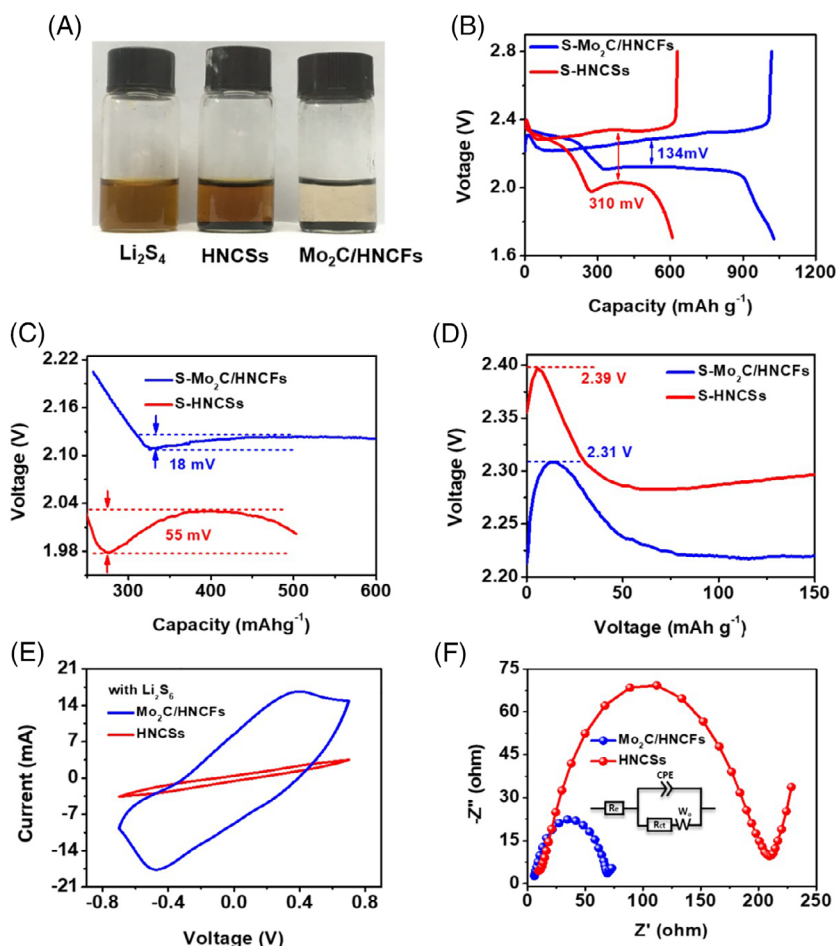 (A)
Li₂S₄
HNCSs
Mo₂C/HNCFs
(B)
S-Mo₂C/HNCFs
S-HNCSs
134mV
310 mV
2.8
2.4
2.0
1.6
Votage (V)
0 300 600 900 1200
Capacity (mAh g⁻¹)
(C)
S-Mo₂C/HNCFs
S-HNCSs
18 mV
55 mV
2.22
2.16
2.10
2.04
1.98
Voltage (V)
300 400 500 600
Capacity (mAhg⁻¹)
(D)
S-Mo₂C/HNCFs
S-HNCSs
2.39 V
2.31 V
2.40
2.35
2.30
2.25
2.20
Voltage (V)
0 50 100 150
Voltage (mAh g⁻¹)
(E)
with Li₂S₆
Mo₂C/HNCFs
HNCSs
21
14
7
0
-7
-14
-21
Current (mA)
-0.8 -0.4 0.0 0.4 0.8
Voltage (V)
(F)
Mo₂C/HNCFs
HNCSs
CPE
Re
Rct
Wo
75
60
45
30
15
0
-Z" (ohm)
0 50 100 150 200 250
Z' (ohm)